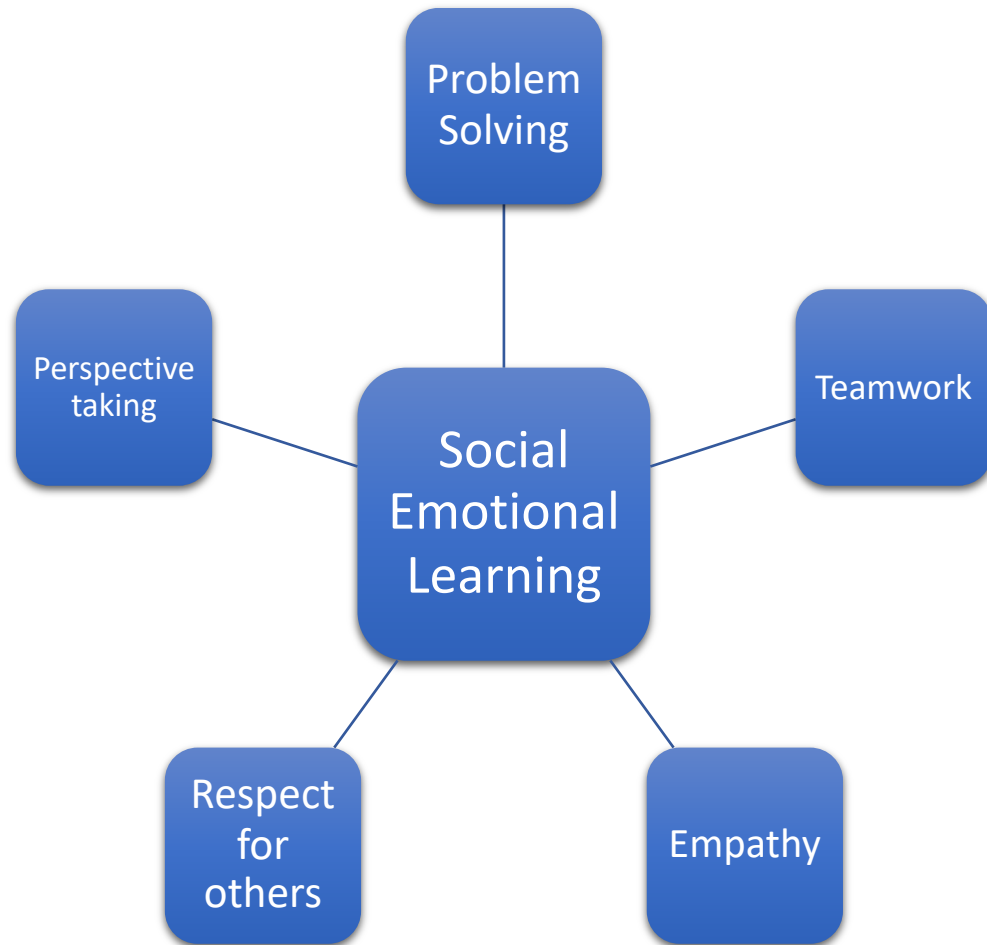 Problem
Solving
Perspective
taking
Teamwork
Social
Emotional
Learning
Respect
for
others
Empathy